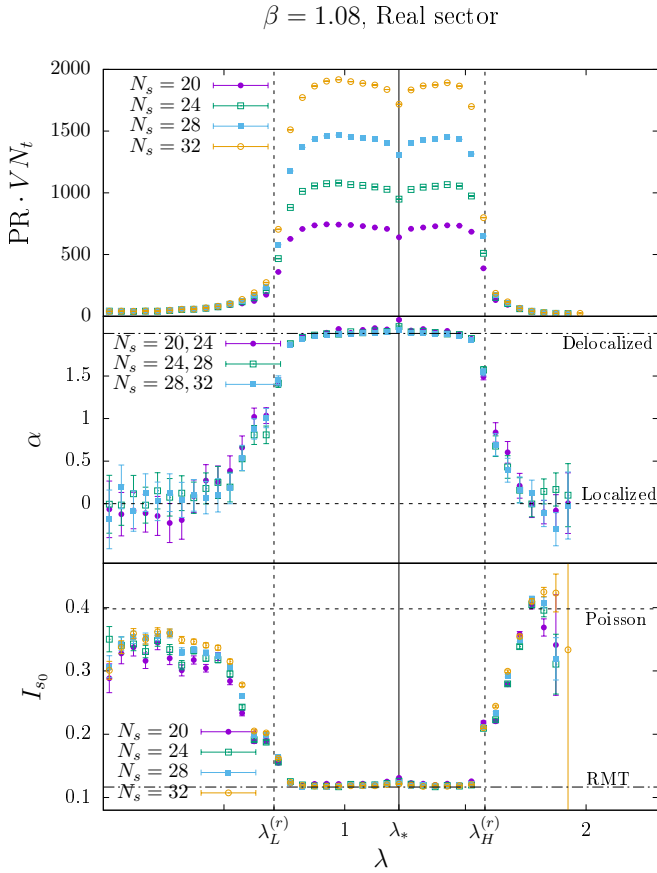 β = 1.08, Real sector
PR · VN_t
2000
1500
1000
500
0
N_s = 20
N_s = 24
N_s = 28
N_s = 32
α
1.5
1
0.5
0
N_s = 20, 24
N_s = 24, 28
N_s = 28, 32
Delocalized
Localized
I_{s_0}
0.4
0.3
0.2
0.1
Poisson
N_s = 20
N_s = 24
N_s = 28
N_s = 32
RMT
λ_L^{(r)} 1 λ_* λ_H^{(r)} 2
λ